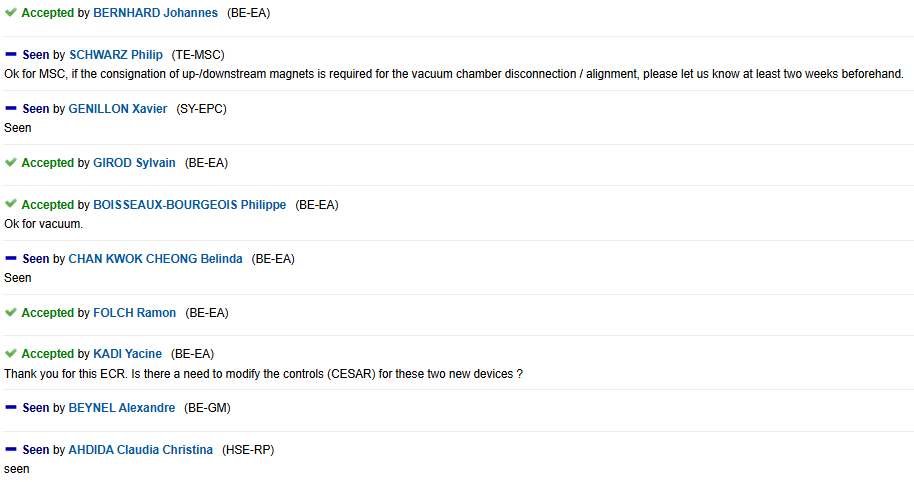 Accepted by BERNHARD Johannes (BE-EA)
Seen by SCHWARZ Philip (TE-MSC)
Ok for MSC, if the consignation of up-/downstream magnets is required for the vacuum chamber disconnection / alignment, please let us know at least two weeks beforehand.
Seen by GENILLON Xavier (SY-EPC)
Seen
Accepted by GIROD Sylvain (BE-EA)
Accepted by BOISSEAUX-BOURGEOIS Philippe (BE-EA)
Ok for vacuum.
Seen by CHAN KWOK CHEONG Belinda (BE-EA)
Seen
Accepted by FOLCH Ramon (BE-EA)
Accepted by KADI Yacine (BE-EA)
Thank you for this ECR. Is there a need to modify the controls (CESAR) for these two new devices ?
Seen by BEYNEL Alexandre (BE-GM)
Seen by AHDIDA Claudia Christina (HSE-RP)
seen